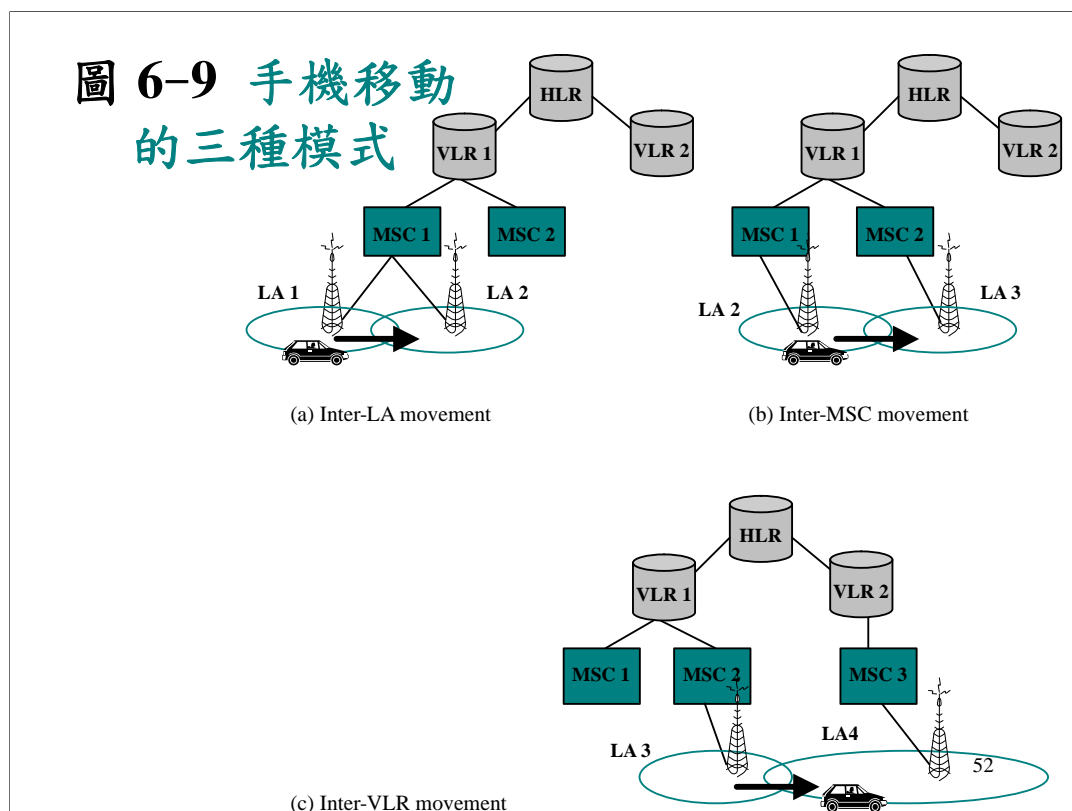 圖 6-9 手機移動
的三種模式
HLR
VLR 1
VLR 2
MSC 1
MSC 2
LA 1
LA 2
(a) Inter-LA movement
HLR
VLR 1
VLR 2
MSC 1
MSC 2
LA 2
LA 3
(b) Inter-MSC movement
HLR
VLR 1
VLR 2
MSC 1
MSC 2
MSC 3
LA 3
LA4
52
(c) Inter-VLR movement